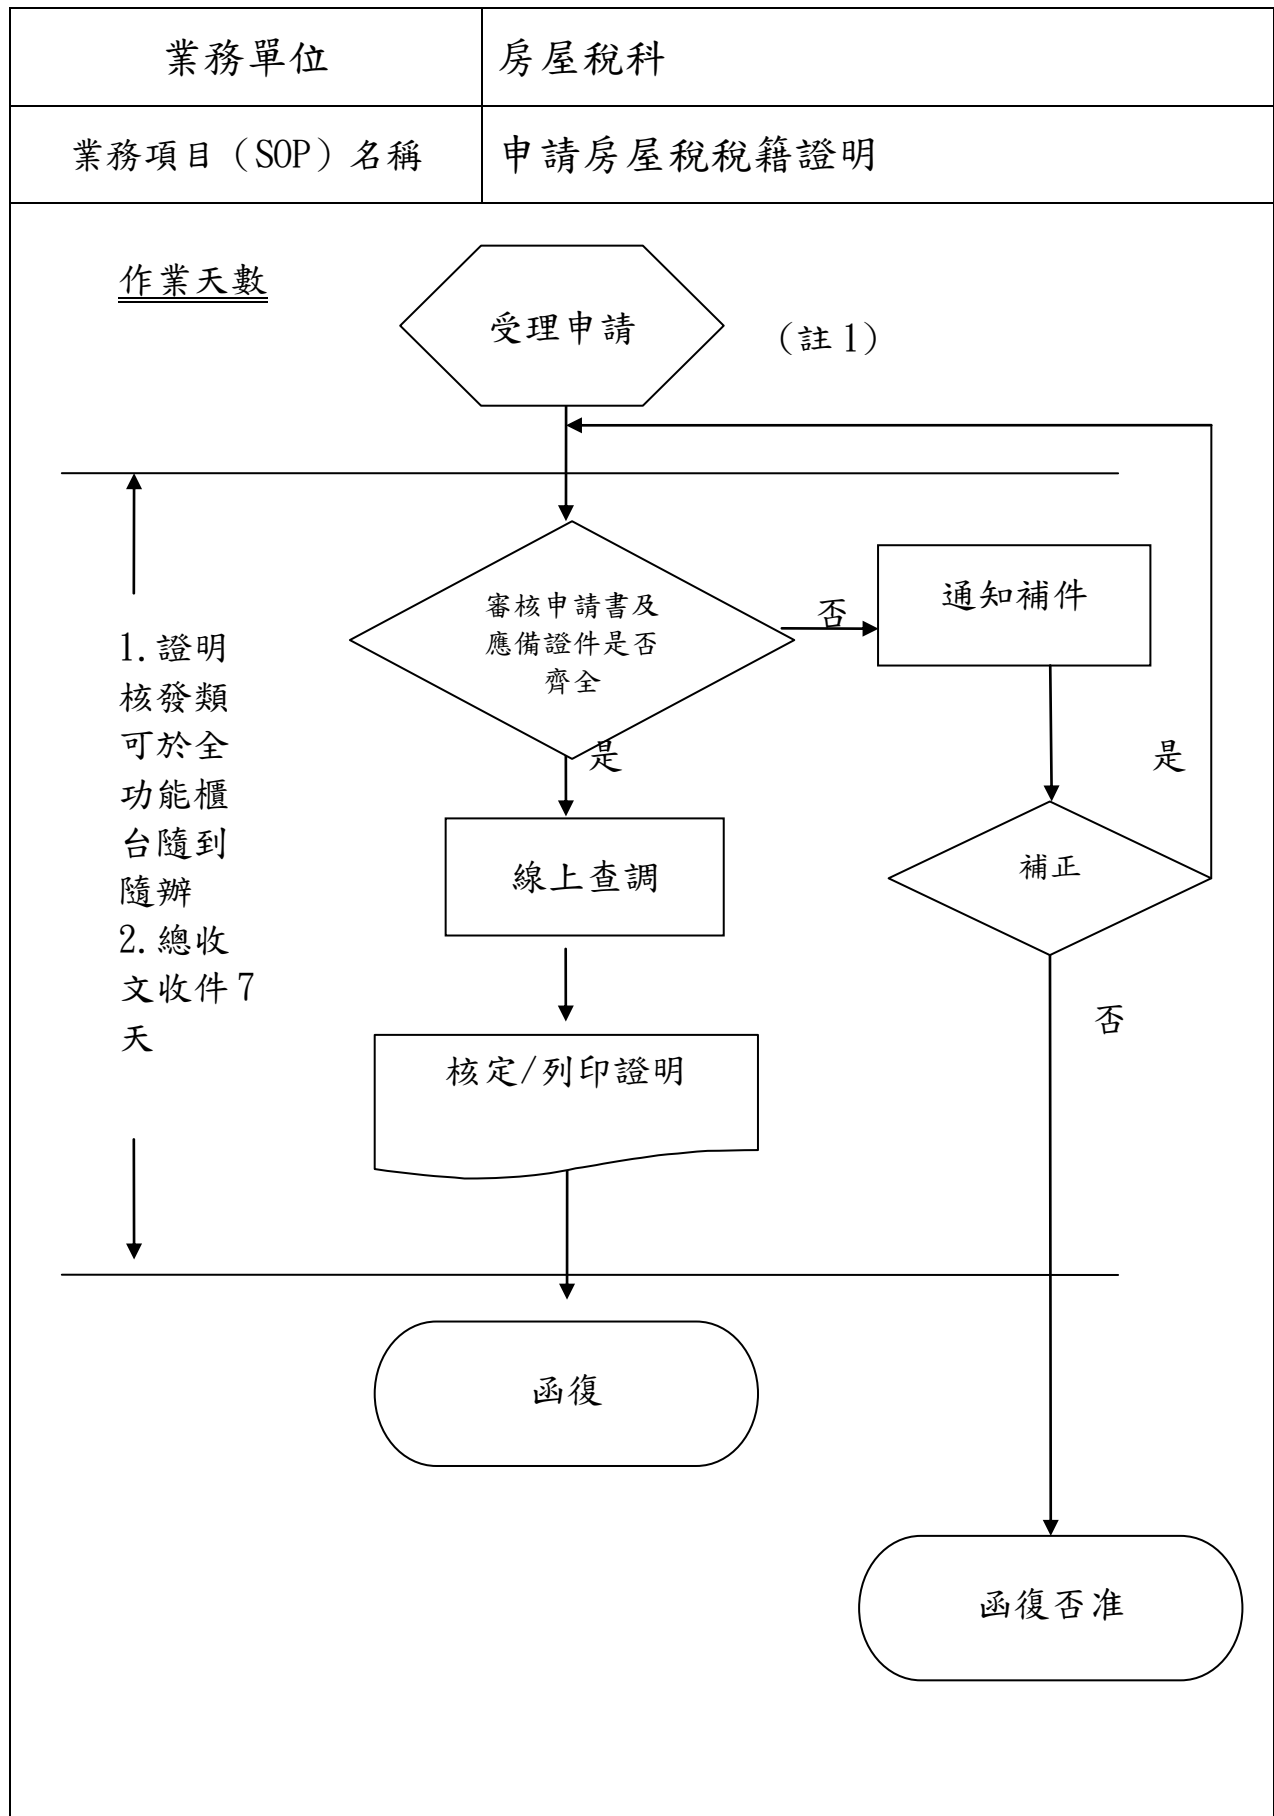 業務單位
房屋稅科
業務項目（SOP）名稱
申請房屋稅稅籍證明
作業天數
受理申請
（註1）
審核申請書及
應備證件是否
齊全
否
通知補件
是
線上查調
補正
是
否
核定/列印證明
1.證明
核發類
可於全
功能櫃
台隨到
隨辦
2.總收
文收件7
天
函復
函復否准